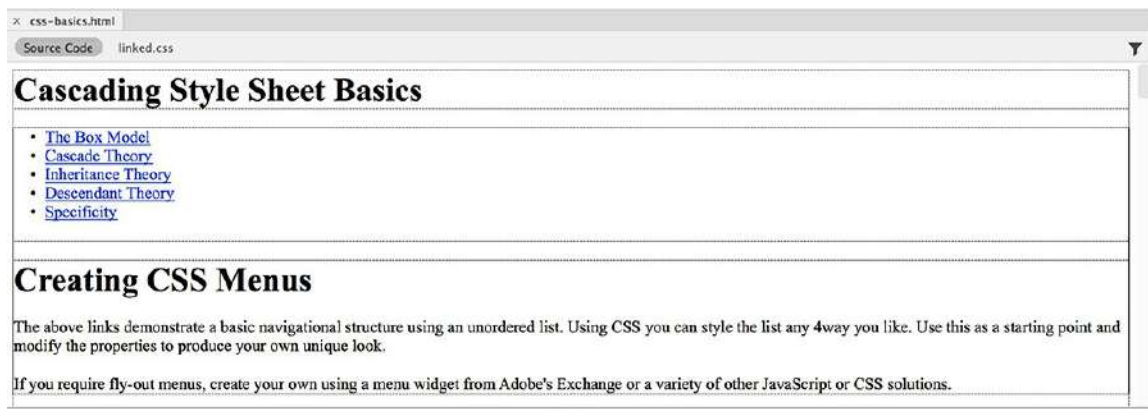 × css-basics.html
Source Code linked.css
Cascading Style Sheet Basics
• The Box Model
• Cascade Theory
• Inheritance Theory
• Descendant Theory
• Specificity
Creating CSS Menus
The above links demonstrate a basic navigational structure using an unordered list. Using CSS you can style the list any 4way you like. Use this as a starting point and
modify the properties to produce your own unique look.
If you require fly-out menus, create your own using a menu widget from Adobe's Exchange or a variety of other JavaScript or CSS solutions.